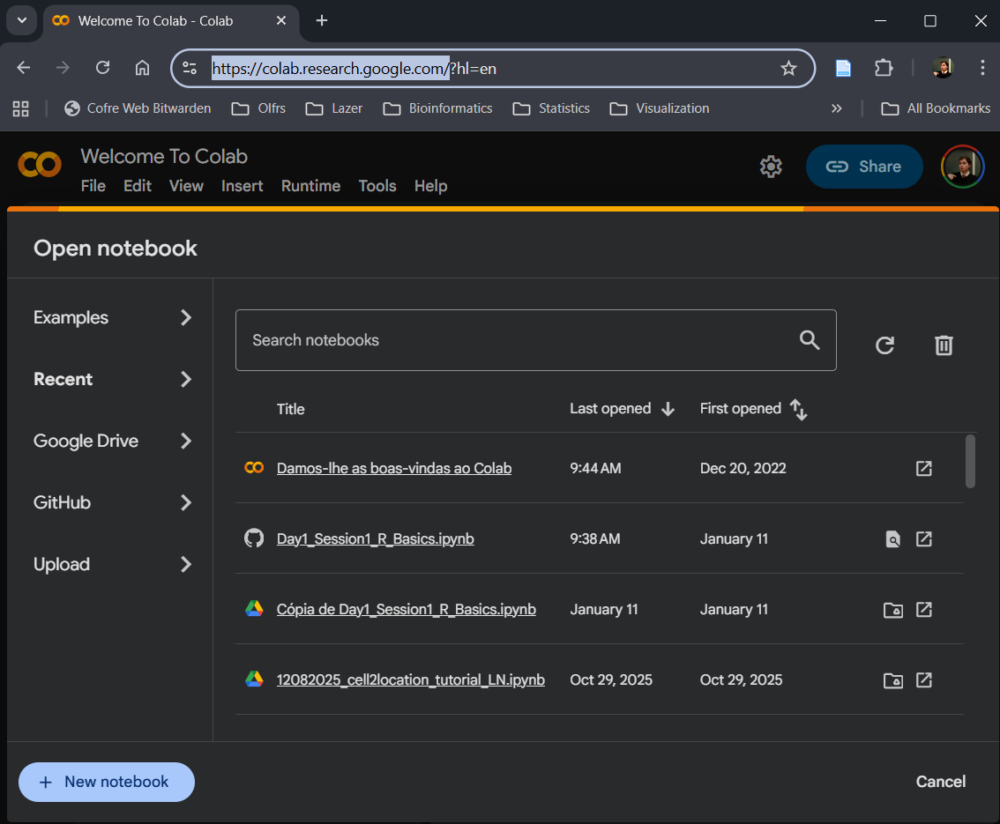 Welcome To Colab - Colab
https://colab.research.google.com/?hl=en
Cofre Web Bitwarden Olfrs Lazer Bioinformatics Statistics Visualization » All Bookmarks
Welcome To Colab
File Edit View Insert Runtime Tools Help
Share
Open notebook
Examples
Recent
Google Drive
GitHub
Upload
Search notebooks
Title Last opened First opened
Damos-lhe as boas-vindas ao Colab 9:44 AM Dec 20, 2022
Day1_Session1_R_Basics.ipynb 9:38 AM January 11
Cópia de Day1_Session1_R_Basics.ipynb January 11 January 11
12082025_cell2location_tutorial_LN.ipynb Oct 29, 2025 Oct 29, 2025
+ New notebook
Cancel